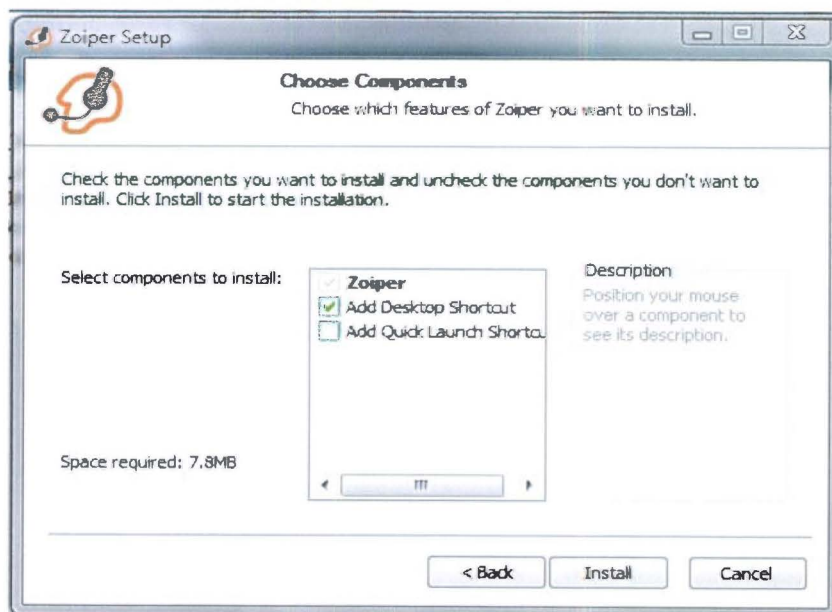 Zoiper Setup
Choose Components
Choose which features of Zoiper you want to install.
Check the components you want to install and uncheck the components you don't want to
install. Click Install to start the installation.
Select components to install:
Zoiper
Add Desktop Shortcut
Add Quick Launch Shortcu
Description
Position your mouse
over a component to
see its description.
Space required: 7.8MB
< Back
Install
Cancel